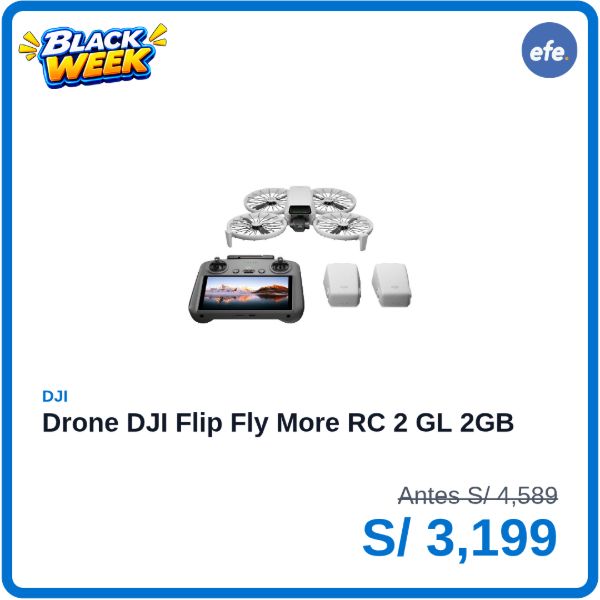 BLACK
WEEK
efe.
DJI
Drone DJI Flip Fly More RC 2 GL 2GB
Antes S/ 4,589
S/ 3,199